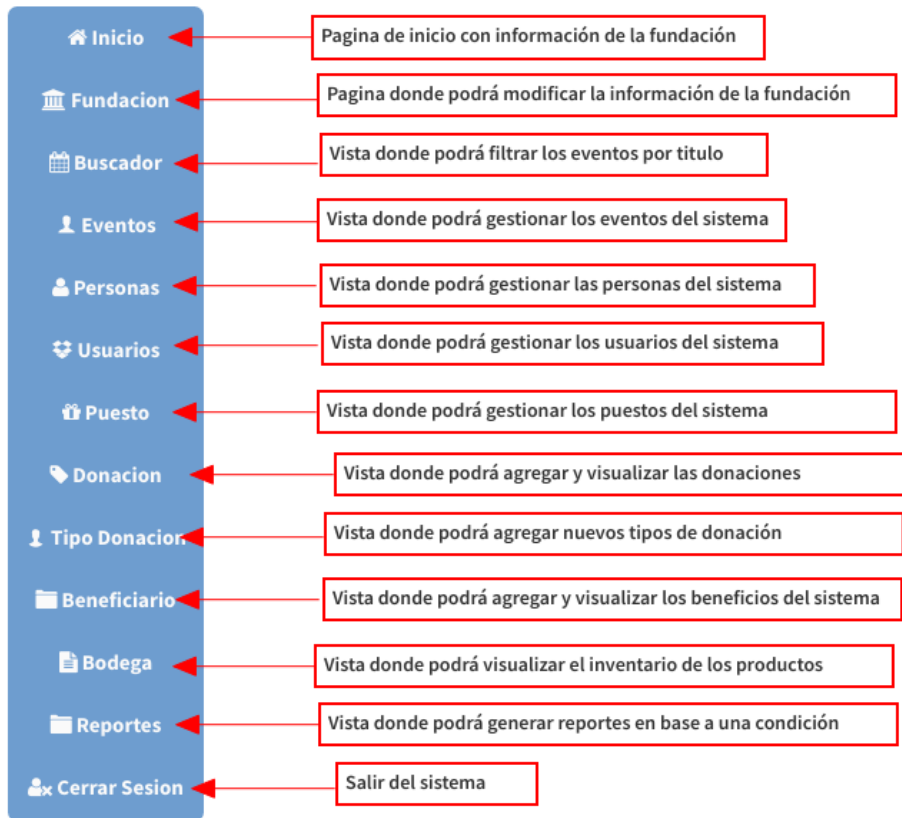 Inicio
Pagina de inicio con información de la fundación
Fundacion
Pagina donde podrá modificar la información de la fundación
Buscador
Vista donde podrá filtrar los eventos por titulo
Eventos
Vista donde podrá gestionar los eventos del sistema
Personas
Vista donde podrá gestionar las personas del sistema
Usuarios
Vista donde podrá gestionar los usuarios del sistema
Puesto
Vista donde podrá gestionar los puestos del sistema
Donacion
Vista donde podrá agregar y visualizar las donaciones
Tipo Donacion
Vista donde podrá agregar nuevos tipos de donación
Beneficiario
Vista donde podrá agregar y visualizar los beneficios del sistema
Bodega
Vista donde podrá visualizar el inventario de los productos
Reportes
Vista donde podrá generar reportes en base a una condición
Cerrar Sesion
Salir del sistema